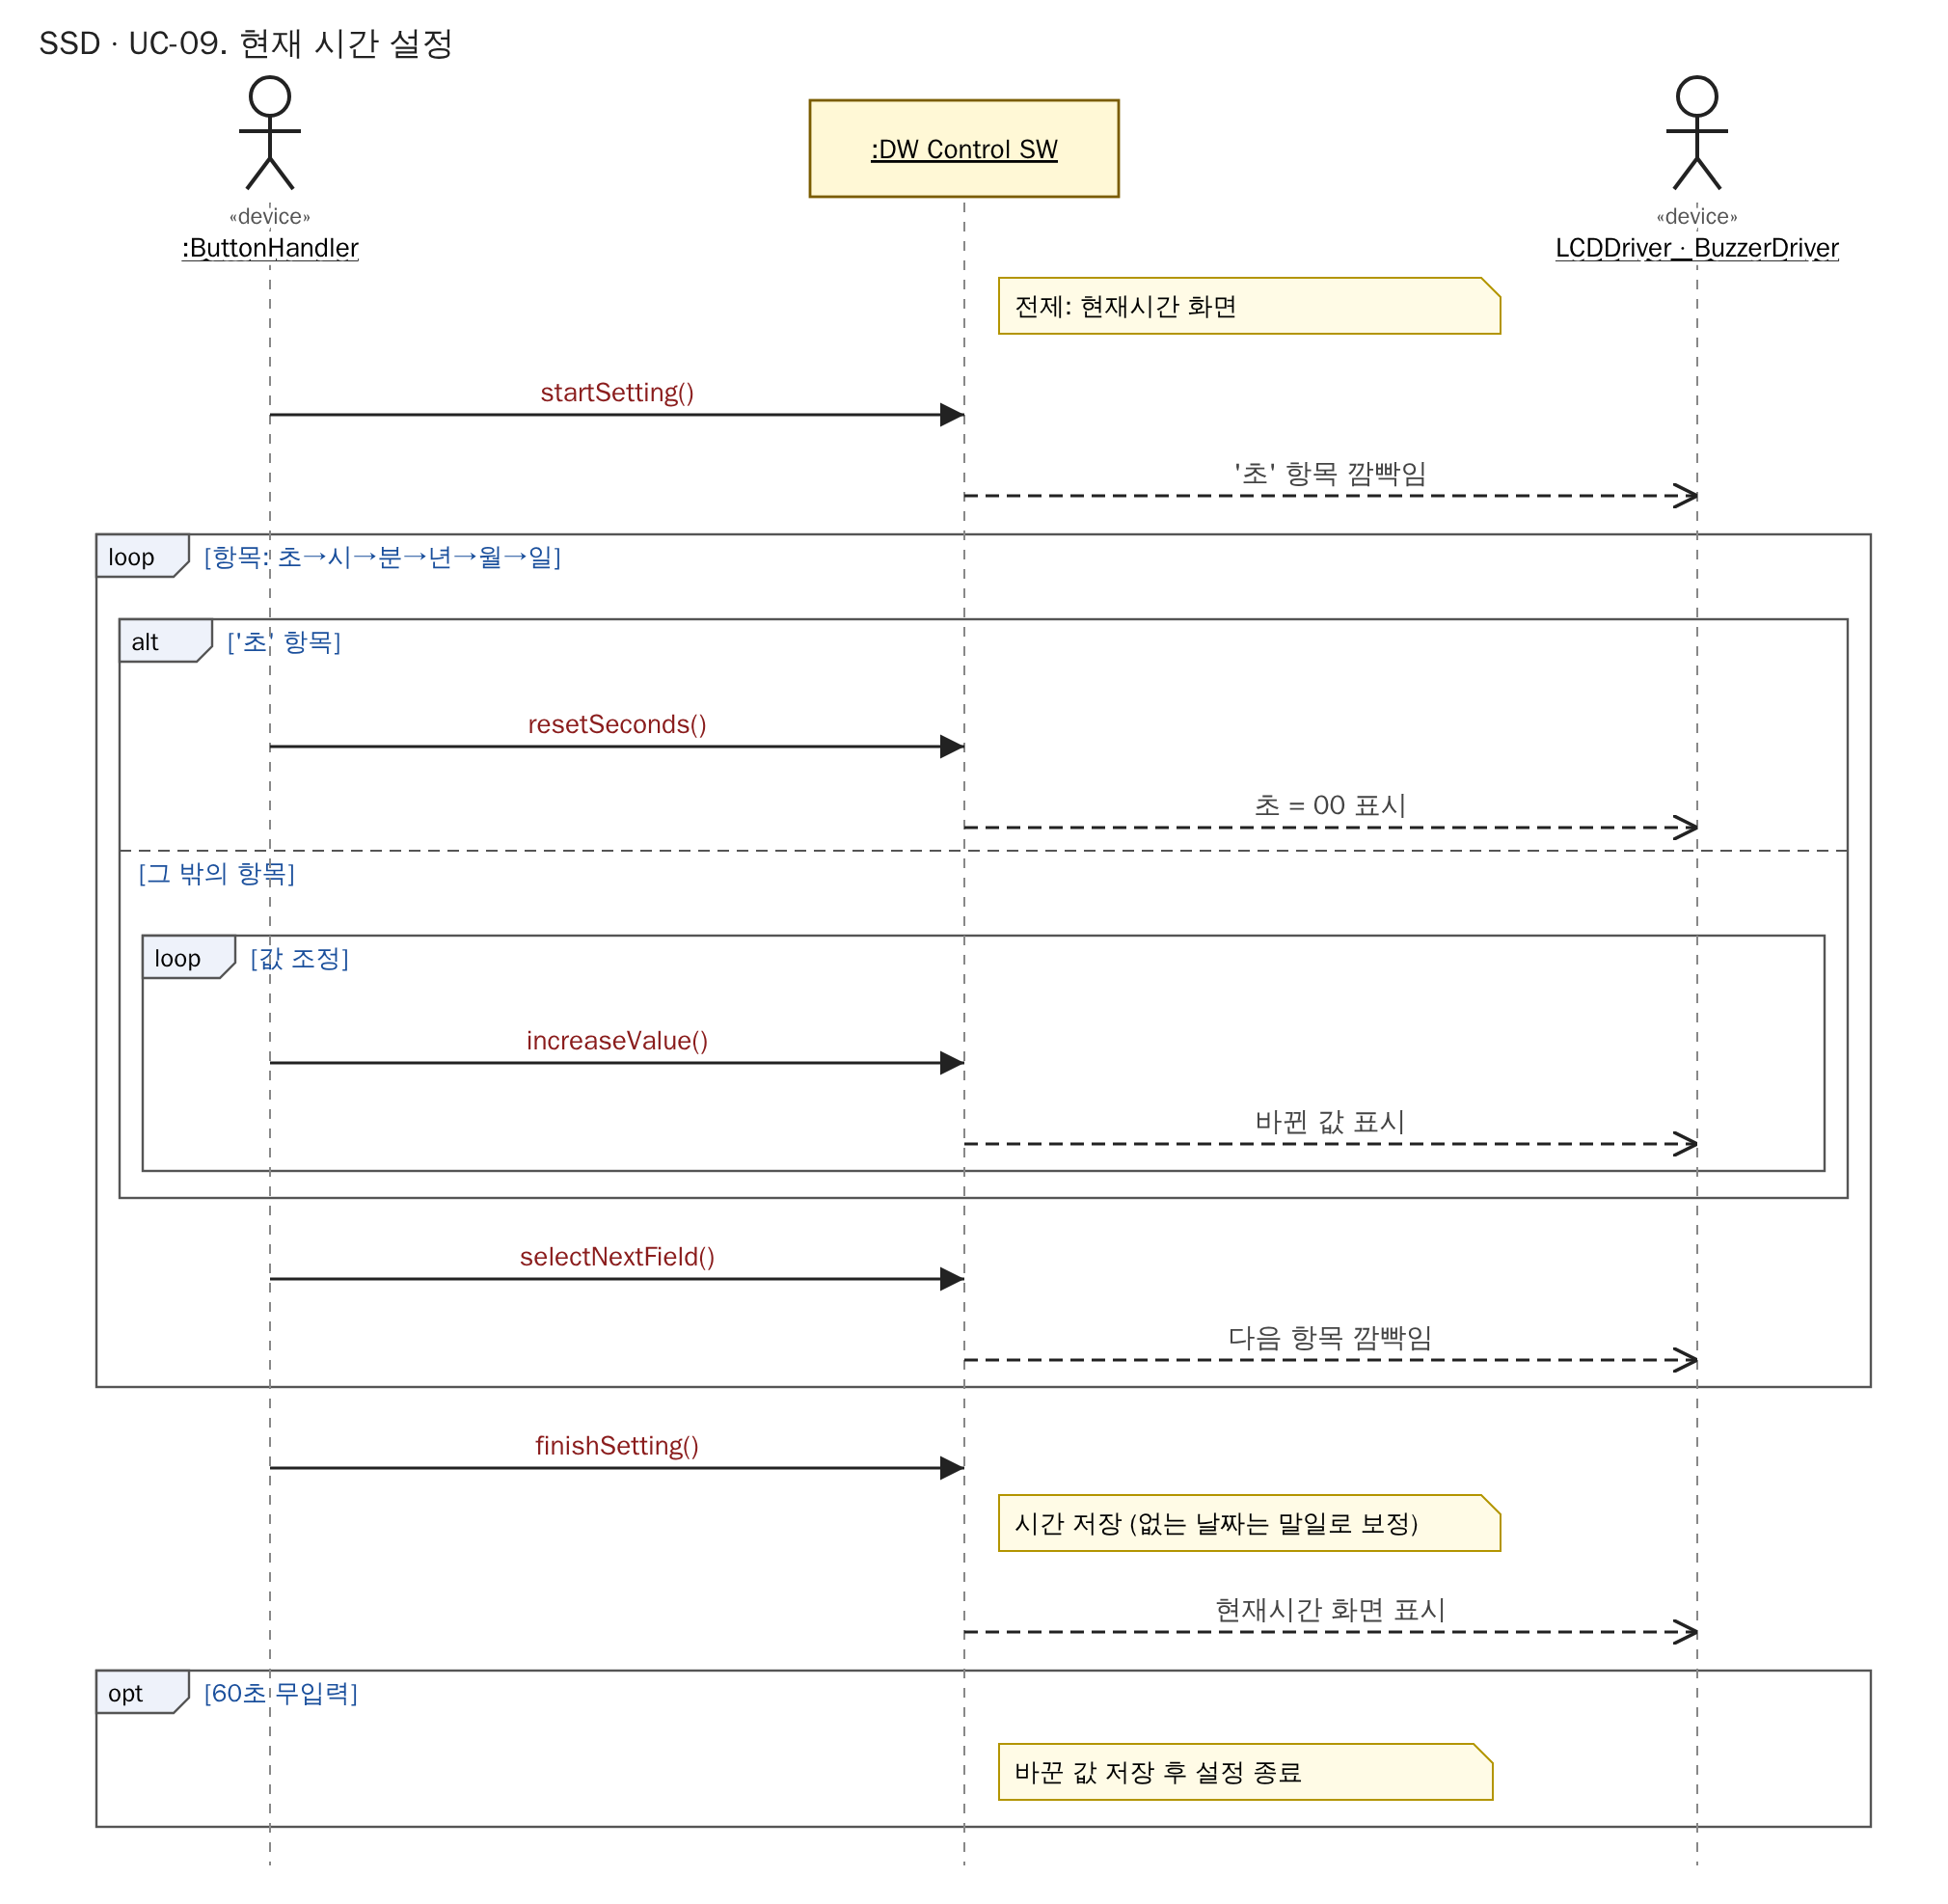 SSD · UC-09. 현재 시간 설정
«device»
:ButtonHandler
:DW Control SW
«device»
LCDDriver · BuzzerDriver
전제: 현재시간 화면
startSetting()
'초' 항목 깜빡임
loop [항목: 초→시→분→년→월→일]
alt ['초' 항목]
resetSeconds()
초 = 00 표시
[그 밖의 항목]
loop [값 조정]
increaseValue()
바뀐 값 표시
selectNextField()
다음 항목 깜빡임
finishSetting()
시간 저장 (없는 날짜는 말일로 보정)
현재시간 화면 표시
opt [60초 무입력]
바꾼 값 저장 후 설정 종료